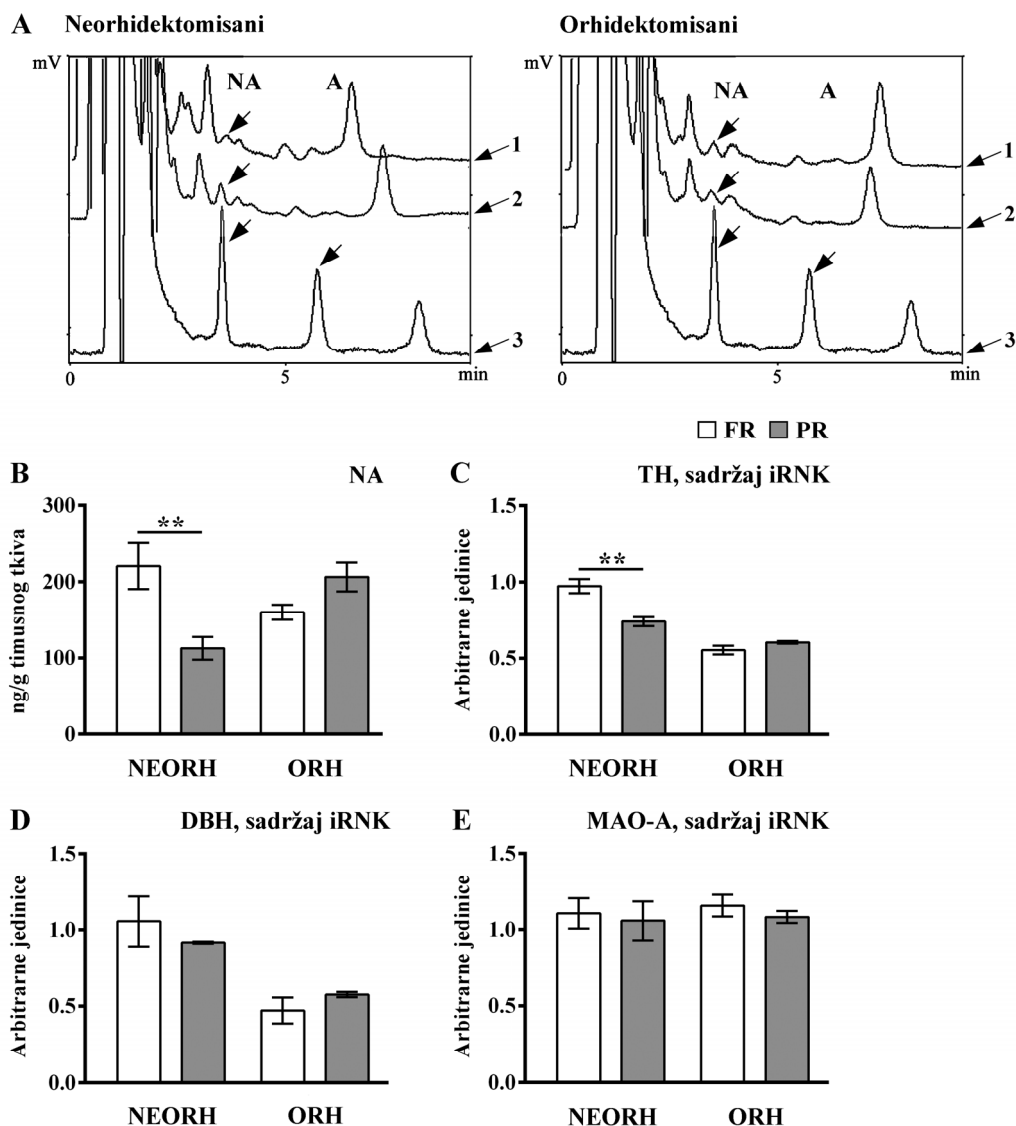 A Neorhidektomisani Orhidektomisani
mV NA A 1 2 3 0 5 min
mV NA A 1 2 3 0 5 min
FR PR
B NA
ng/g timusnog tkiva
300
200
100
0
NEORH ORH
**
C TH, sadržaj iRNK
Arbitrarne jedinice
1.5
1.0
0.5
0.0
NEORH ORH
**
D DBH, sadržaj iRNK
Arbitrarne jedinice
1.5
1.0
0.5
0.0
NEORH ORH
E MAO-A, sadržaj iRNK
Arbitrarne jedinice
1.5
1.0
0.5
0.0
NEORH ORH